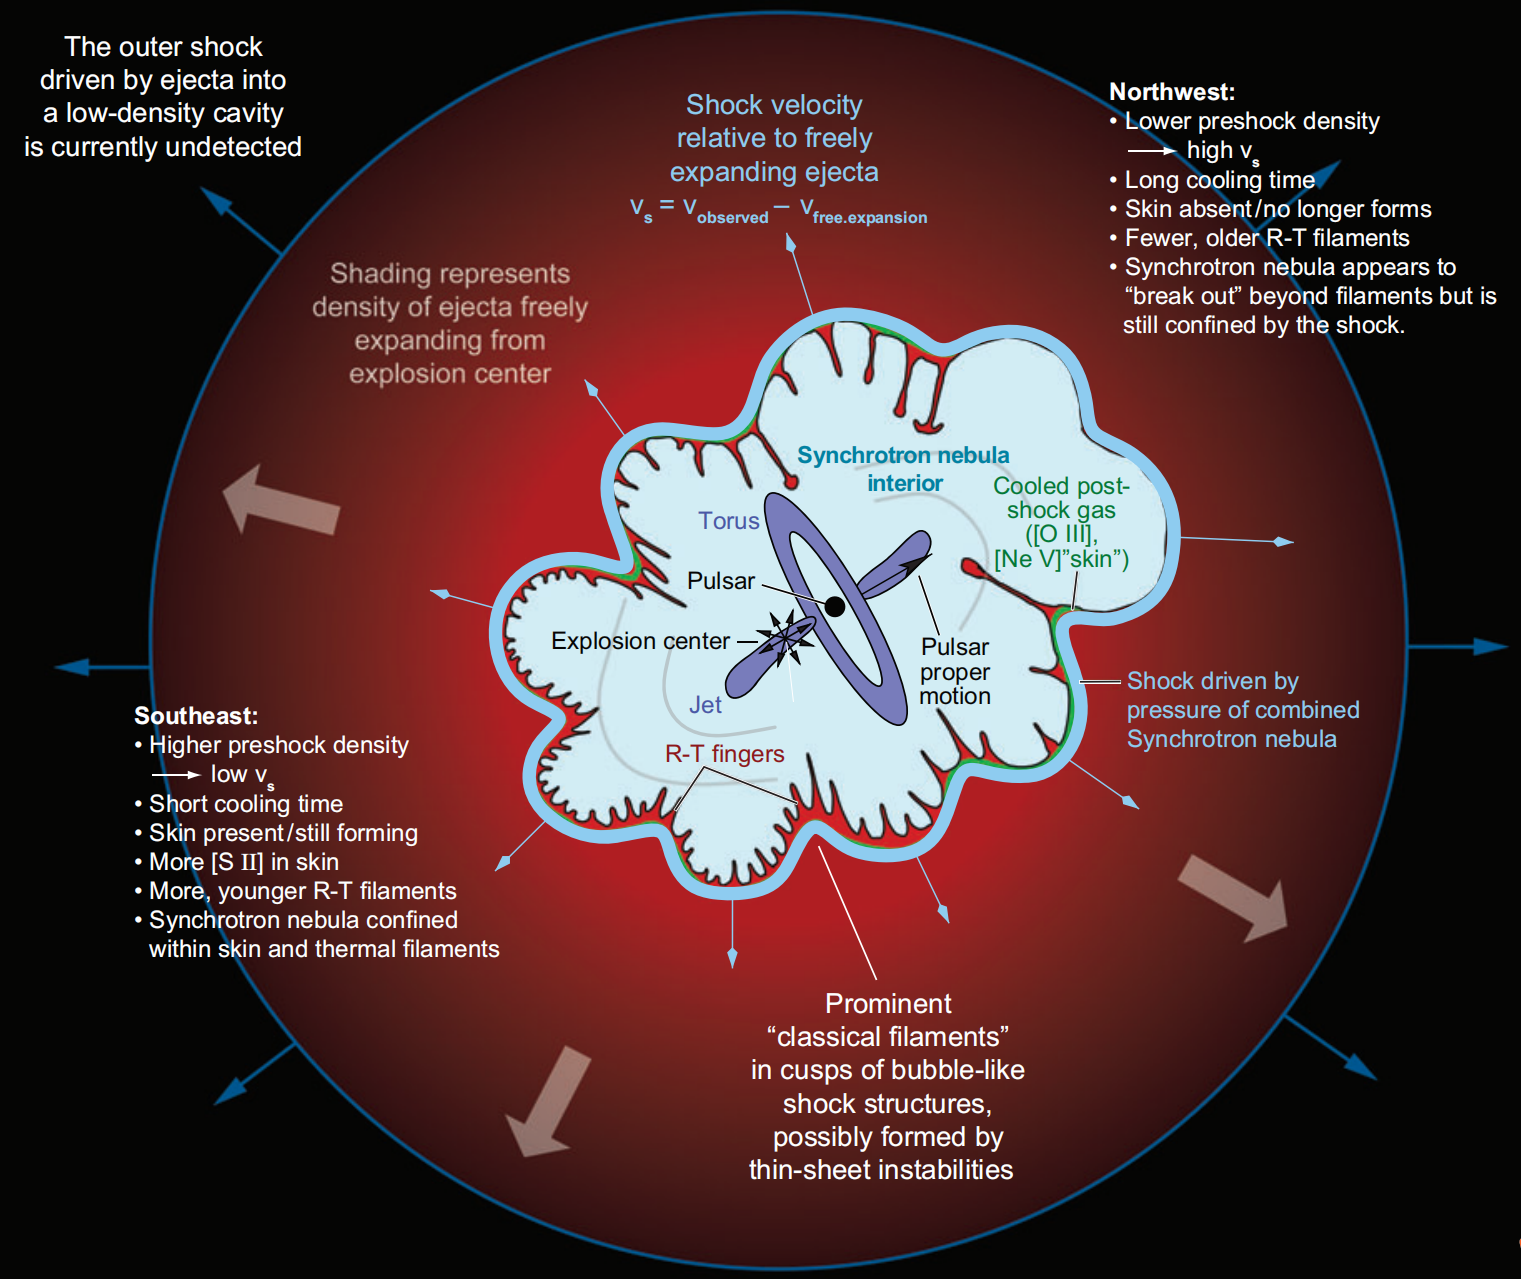 The outer shock
driven by ejecta into
a low-density cavity
is currently undetected
Shock velocity
relative to freely
expanding ejecta
vs = vobserved – vfree.expansion
Northwest:
• Lower preshock density
→ high vs
• Long cooling time
• Skin absent/no longer forms
• Fewer, older R-T filaments
• Synchrotron nebula appears to
“break out” beyond filaments but is
still confined by the shock.
Shading represents
density of ejecta freely
expanding from
explosion center
Synchrotron nebula
interior
Cooled post-
shock gas
([O III],
[Ne V]”skin”)
Torus
Pulsar
Explosion center
Pulsar
proper
motion
Jet
R-T fingers
Shock driven by
pressure of combined
Synchrotron nebula
Southeast:
• Higher preshock density
→ low vs
• Short cooling time
• Skin present/still forming
• More [S II] in skin
• More, younger R-T filaments
• Synchrotron nebula confined
within skin and thermal filaments
Prominent
“classical filaments”
in cusps of bubble-like
shock structures,
possibly formed by
thin-sheet instabilities